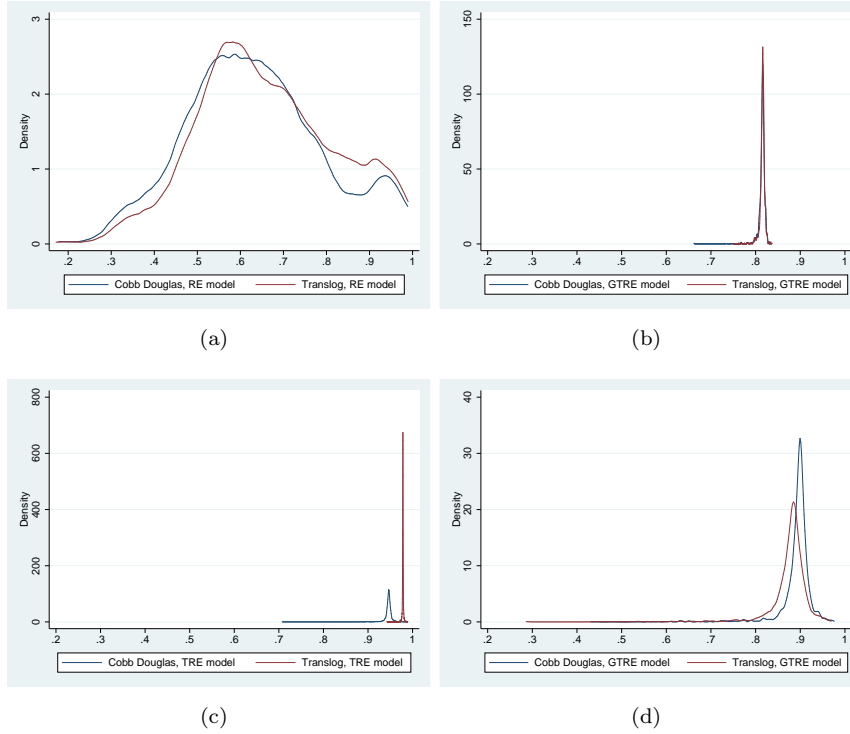 3
2
1
0
Density
.2 .3 .4 .5 .6 .7 .8 .9 1
Cobb Douglas, RE model Translog, RE model
(a)
150
100
50
0
Density
.2 .3 .4 .5 .6 .7 .8 .9 1
Cobb Douglas, GTRE model Translog, GTRE model
(b)
800
600
400
200
0
Density
.2 .3 .4 .5 .6 .7 .8 .9 1
Cobb Douglas, TRE model Translog, TRE model
(c)
40
30
20
10
0
Density
.2 .3 .4 .5 .6 .7 .8 .9 1
Cobb Douglas, GTRE model Translog, GTRE model
(d)